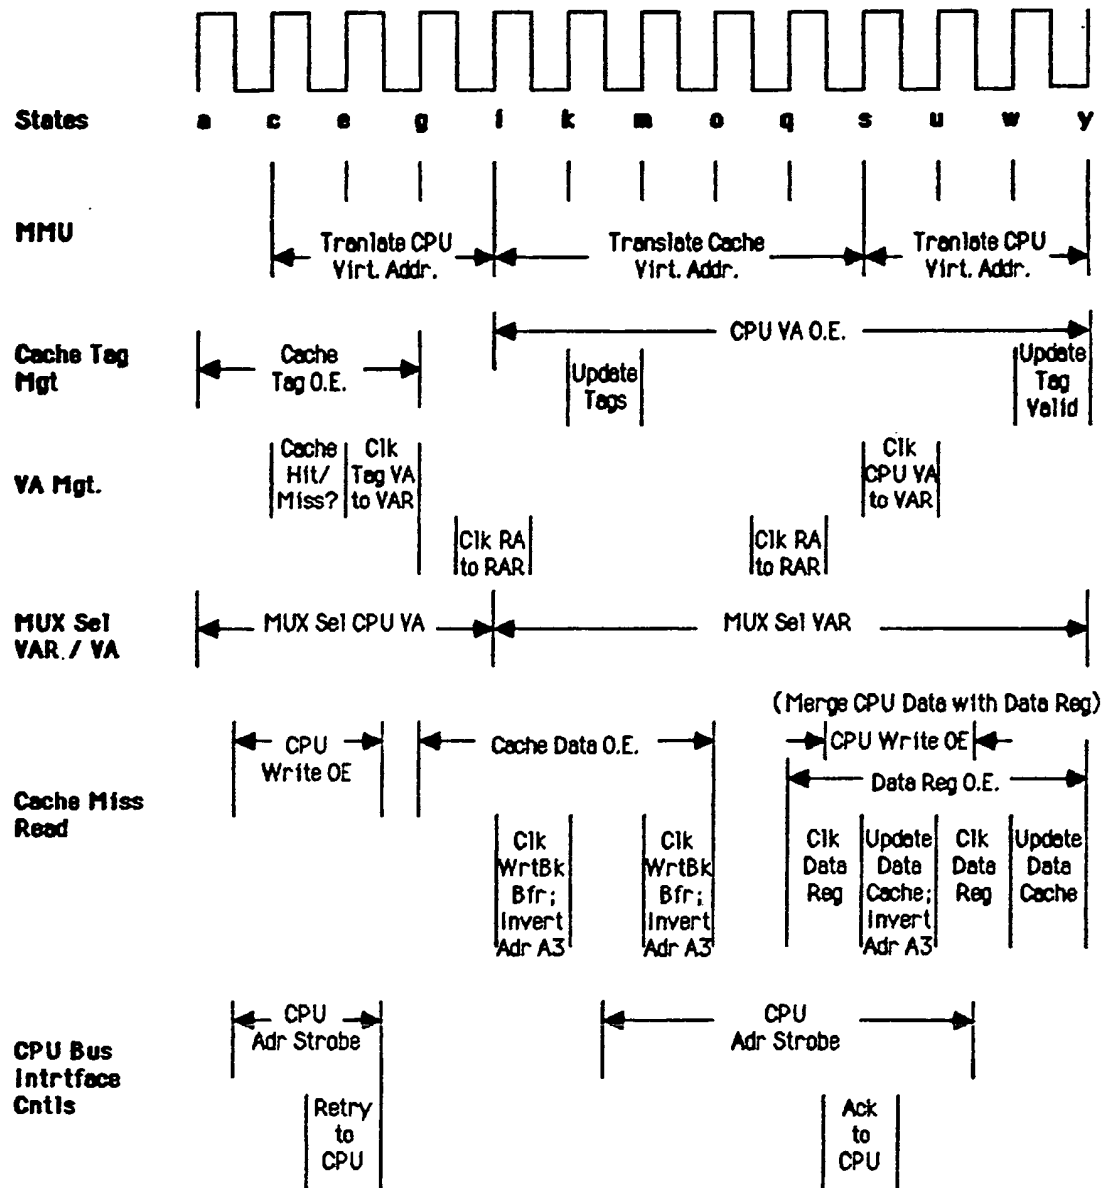 States a c e g i k m o q s u w y
MMU
Tranlate CPU
Virt. Addr.
Translate Cache
Virt. Addr.
Tranlate CPU
Virt. Addr.
Cache Tag
Mgt
CPU VA O.E.
Cache
Tag O.E.
Update
Tags
Update
Tag
Valid
VA Mgt.
Cache
Hit/
Miss?
Clk
Tag VA
to VAR
Clk
CPU VA
to VAR
Clk RA
to RAR
Clk RA
to RAR
MUX Sel
VAR / VA
MUX Sel CPU VA
MUX Sel VAR
(Merge CPU Data with Data Reg)
CPU
Write OE
Cache Data O.E.
CPU Write OE
Data Reg O.E.
Cache Miss
Read
Clk
WrtBk
Bfr;
Invert
Adr A3
Clk
WrtBk
Bfr;
Invert
Adr A3
Clk
Data
Reg
Update
Data
Cache;
Invert
Adr A3
Clk
Data
Reg
Update
Data
Cache
CPU Bus
Intrtface
Cntls
CPU
Adr Strobe
CPU
Adr Strobe
Retry
to
CPU
Ack
to
CPU